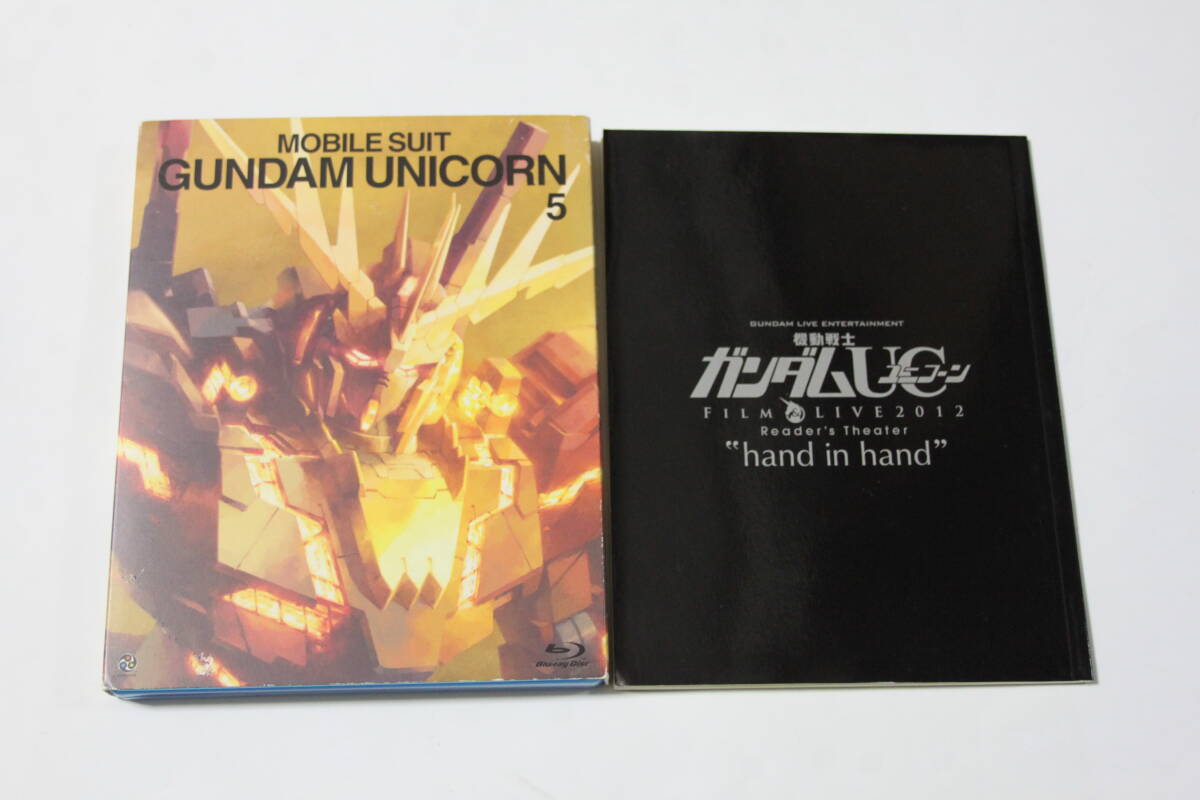 MOBILE SUIT
GUNDAM UNICORN
5
Blu-ray Disc
GUNDAM LIVE ENTERTAINMENT
機動戦士
ガンダムUC
ユニコーン
FILM & LIVE 2012
Reader's Theater
“hand in hand”